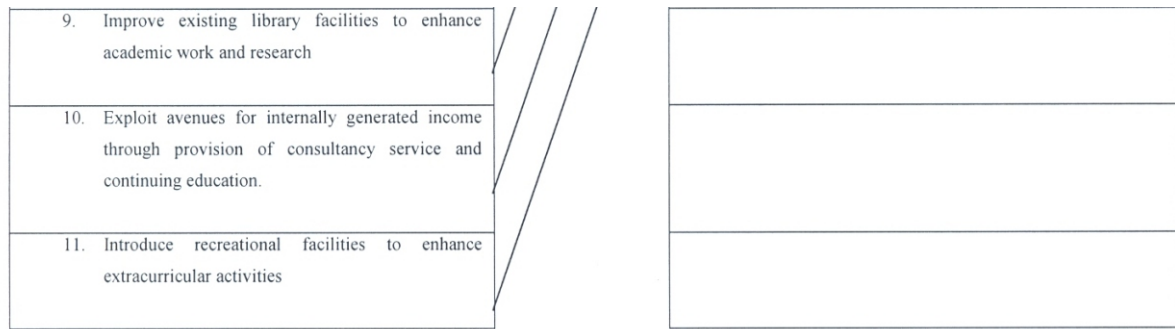 9. Improve existing library facilities to enhance
academic work and research
10. Exploit avenues for internally generated income
through provision of consultancy service and
continuing education.
11. Introduce recreational facilities to enhance
extracurricular activities